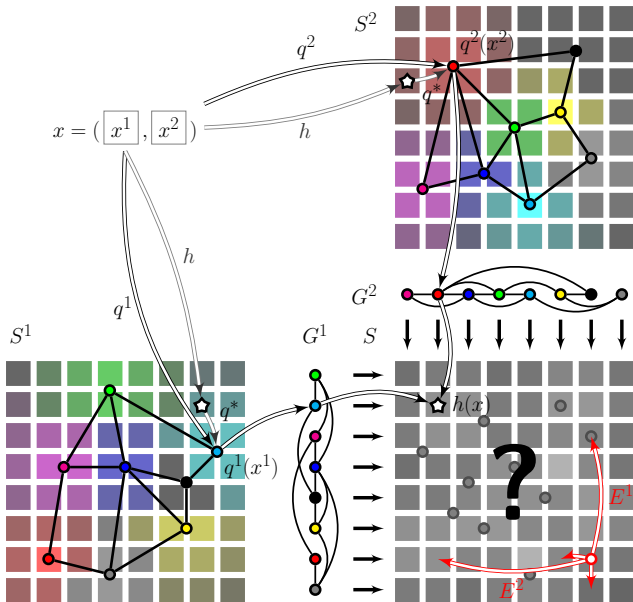 S²
q²
q²(x²)
q*
x = ( x¹ , x² )
h
h
q¹
G²
S¹
G¹
S
q*
h(x)
q¹(x¹)
?
E¹
E²